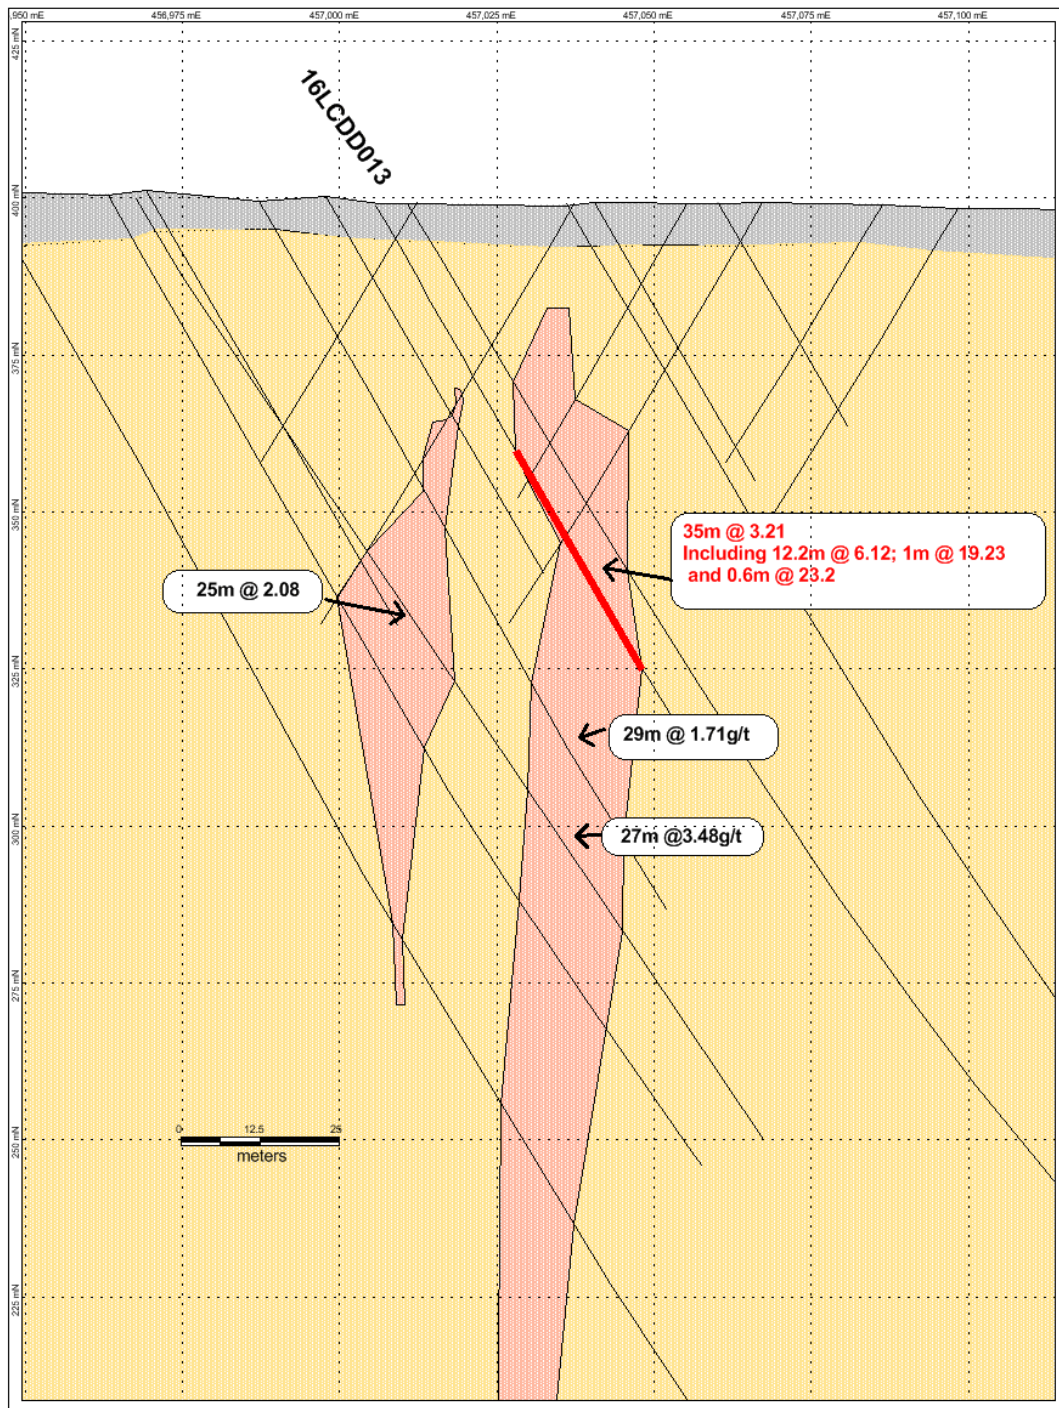 ,950 mE
456,975 mE
457,000 mE
457,025 mE
457,050 mE
457,075 mE
457,100 mE
425 mN
16LCDD013
400 mN
375 mN
350 mN
35m @ 3.21
Including 12.2m @ 6.12; 1m @ 19.23
and 0.6m @ 23.2
25m @ 2.08
325 mN
29m @ 1.71g/t
300 mN
27m @3.48g/t
275 mN
250 mN
0 12.5 25
meters
225 mN